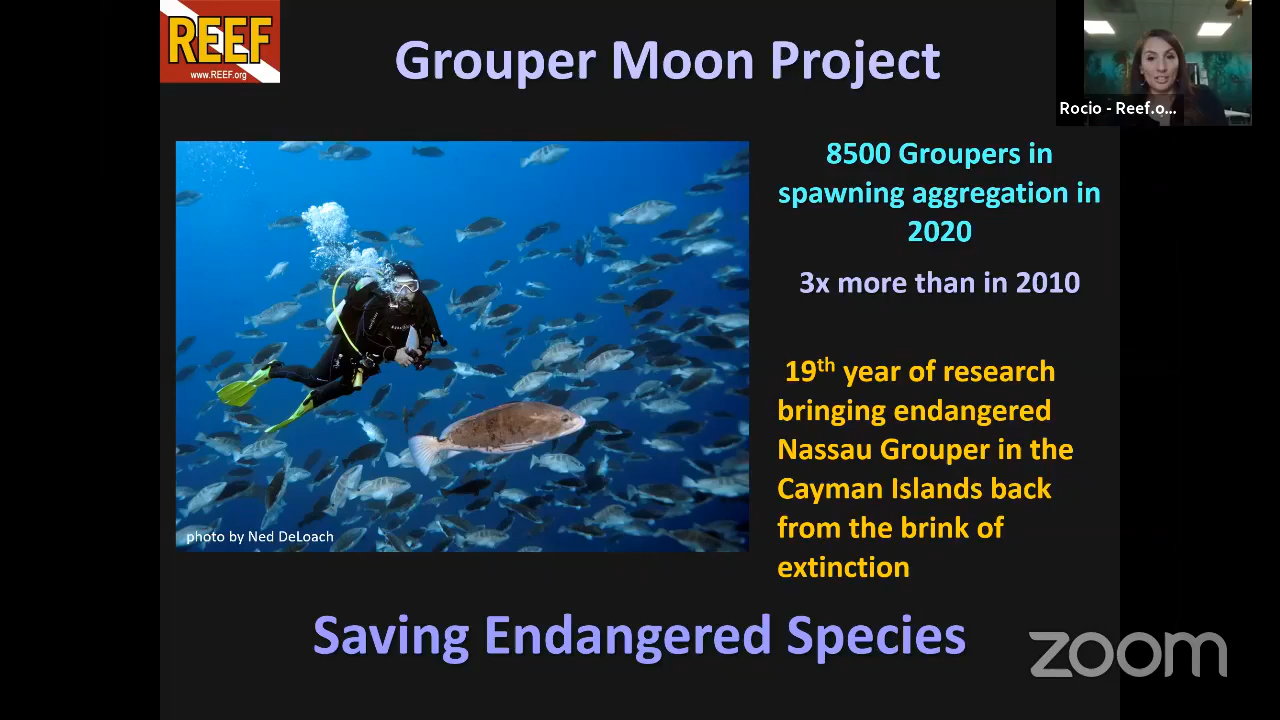 REEF
www.REEF.org
Grouper Moon Project
Rocio - Reef.o...
8500 Groupers in
spawning aggregation in
2020
3x more than in 2010
19th year of research
bringing endangered
Nassau Grouper in the
Cayman Islands back
from the brink of
extinction
photo by Ned DeLoach
Saving Endangered Species
zoom